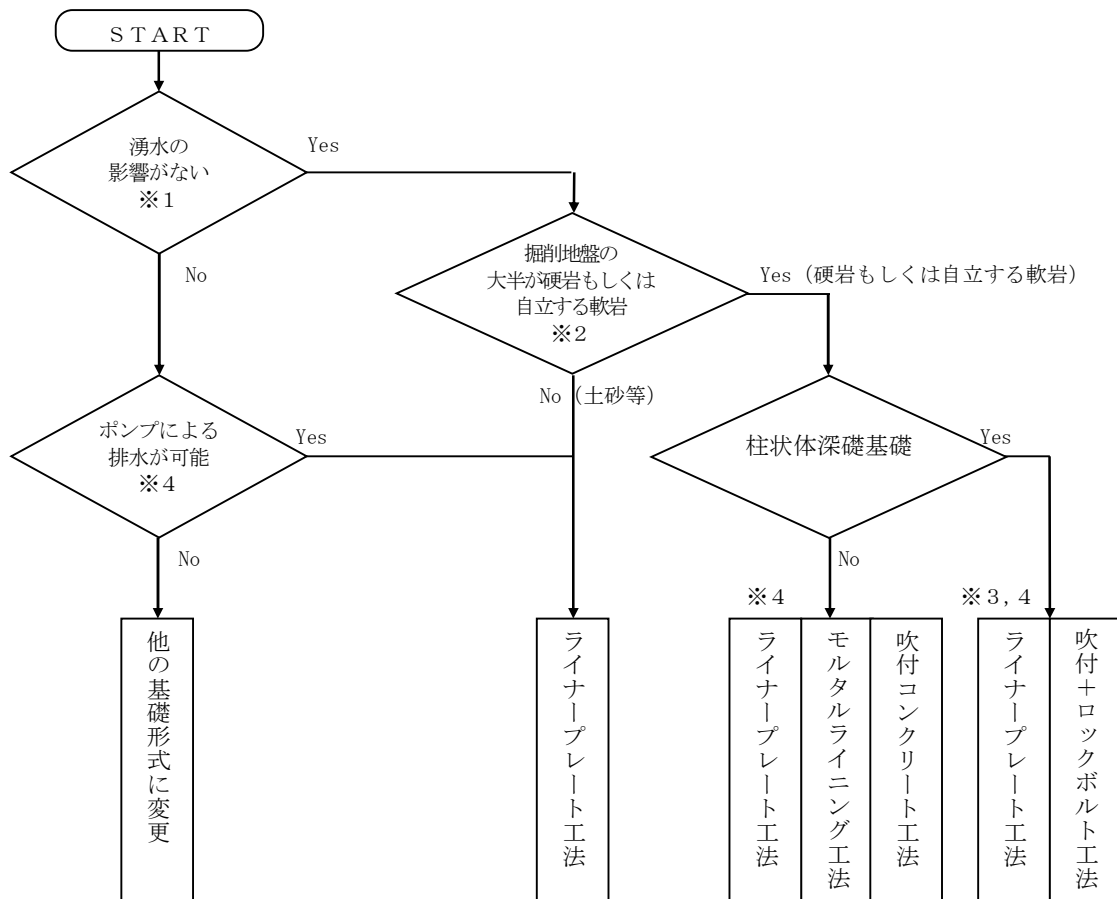 ＳＴＡＲＴ
湧水の
影響がない
※１
Yes
No
掘削地盤の
大半が硬岩もしくは
自立する軟岩
※２
Yes (硬岩もしくは自立する軟岩)
No (土砂等)
ポンプによる
排水が可能
※４
Yes
No
柱状体深礎基礎
Yes
No
※４
※３,４
他の基礎形式に変更
ライナープレート工法
ライナープレート工法
モルタルライニング工法
吹付コンクリート工法
ライナープレート工法
吹付＋ロックボルト工法